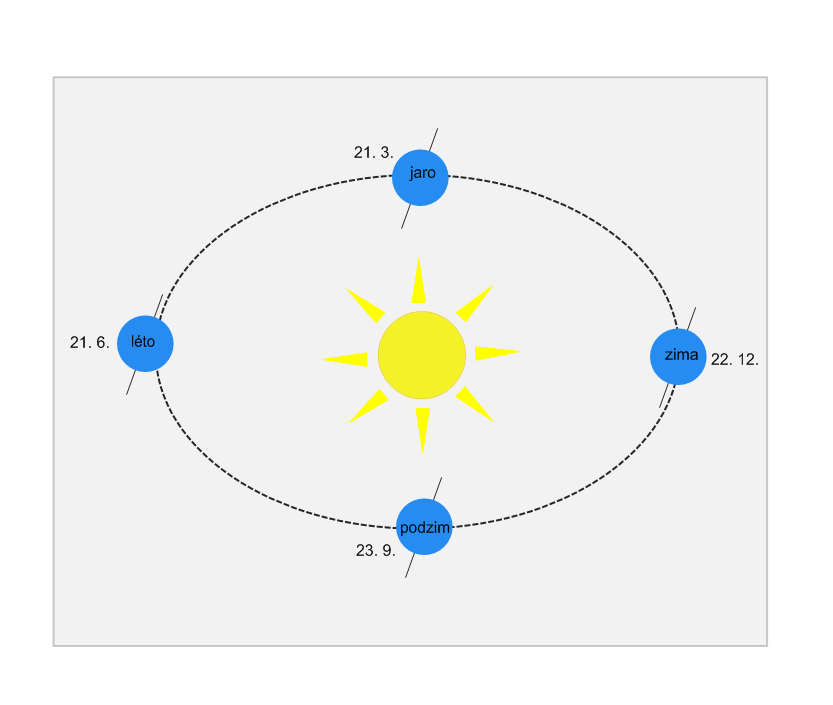 21. 3.
jaro
21. 6.
léto
zima
22. 12.
podzim
23. 9.